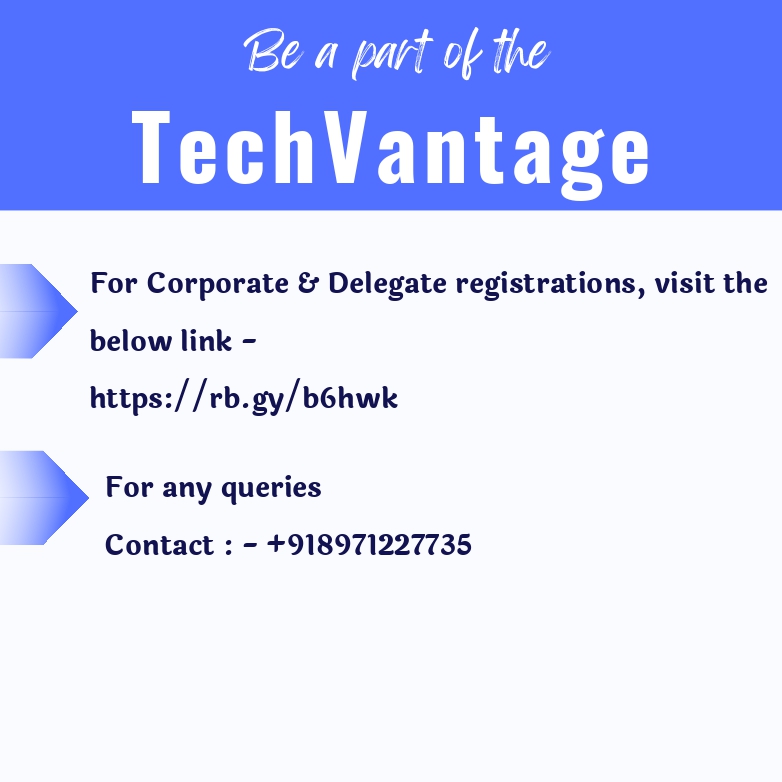 Be a part of the
TechVantage
For Corporate & Delegate registrations, visit the
below link -
https://rb.gy/b6hwk
For any queries
Contact : - +918971227735